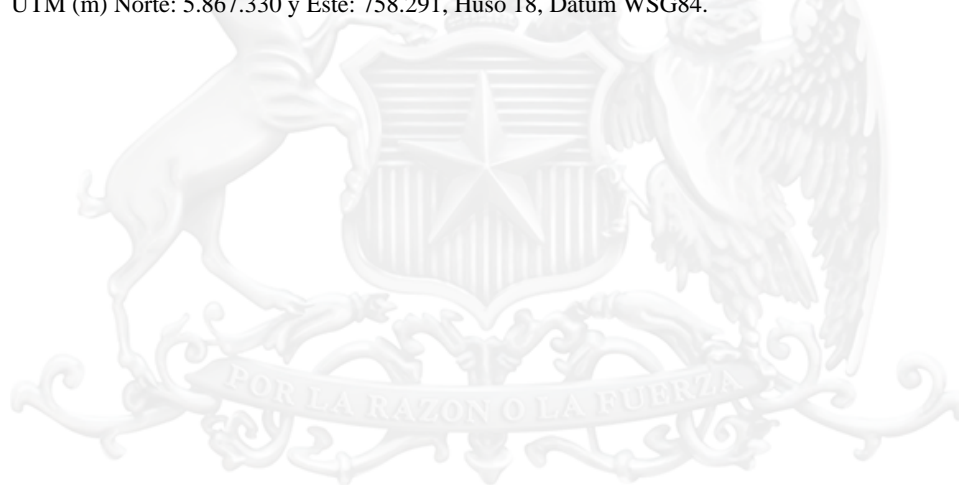 UTM (m) Norte: 5.867.330 y Este: 758.291, Huso 18, Datum WSG84.
POR LA RAZON O LA FUERZA